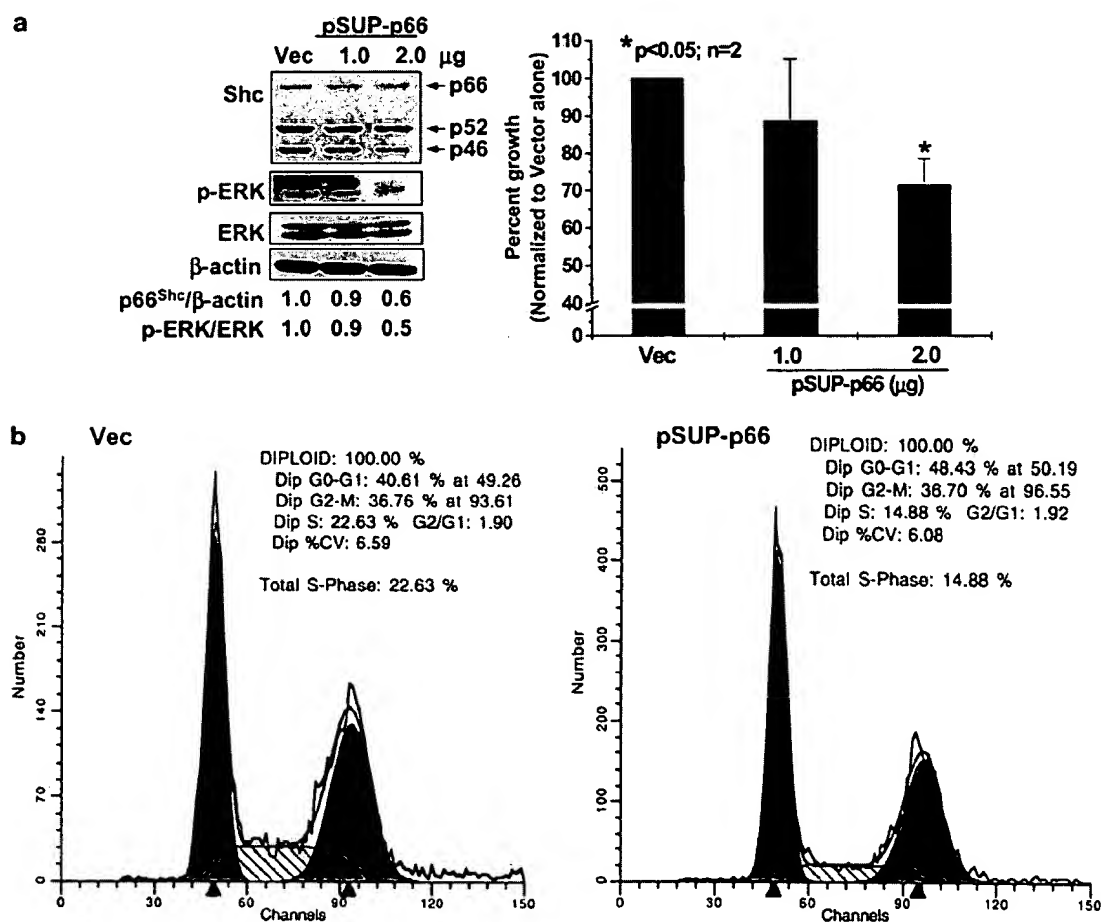 a
pSUP-p66
Vec 1.0 2.0 µg
Shc
p66
p52
p46
p-ERK
ERK
β-actin
p66Shc/β-actin 1.0 0.9 0.6
p-ERK/ERK 1.0 0.9 0.5
*p<0.05; n=2
Percent growth
(Normalized to Vector alone)
110
100
90
80
70
60
50
40
0
*
Vec 1.0 2.0
pSUP-p66 (µg)
b
Vec
DIPLOID: 100.00 %
Dip G0-G1: 40.61 % at 49.26
Dip G2-M: 36.76 % at 93.61
Dip S: 22.63 % G2/G1: 1.90
Dip %CV: 6.59
Total S-Phase: 22.63 %
Number
280
210
140
70
0
0 30 60 90 120 150
Channels
pSUP-p66
DIPLOID: 100.00 %
Dip G0-G1: 48.43 % at 50.19
Dip G2-M: 36.70 % at 96.55
Dip S: 14.88 % G2/G1: 1.92
Dip %CV: 6.08
Total S-Phase: 14.88 %
Number
500
400
300
200
100
0
0 30 60 90 120 150
Channels